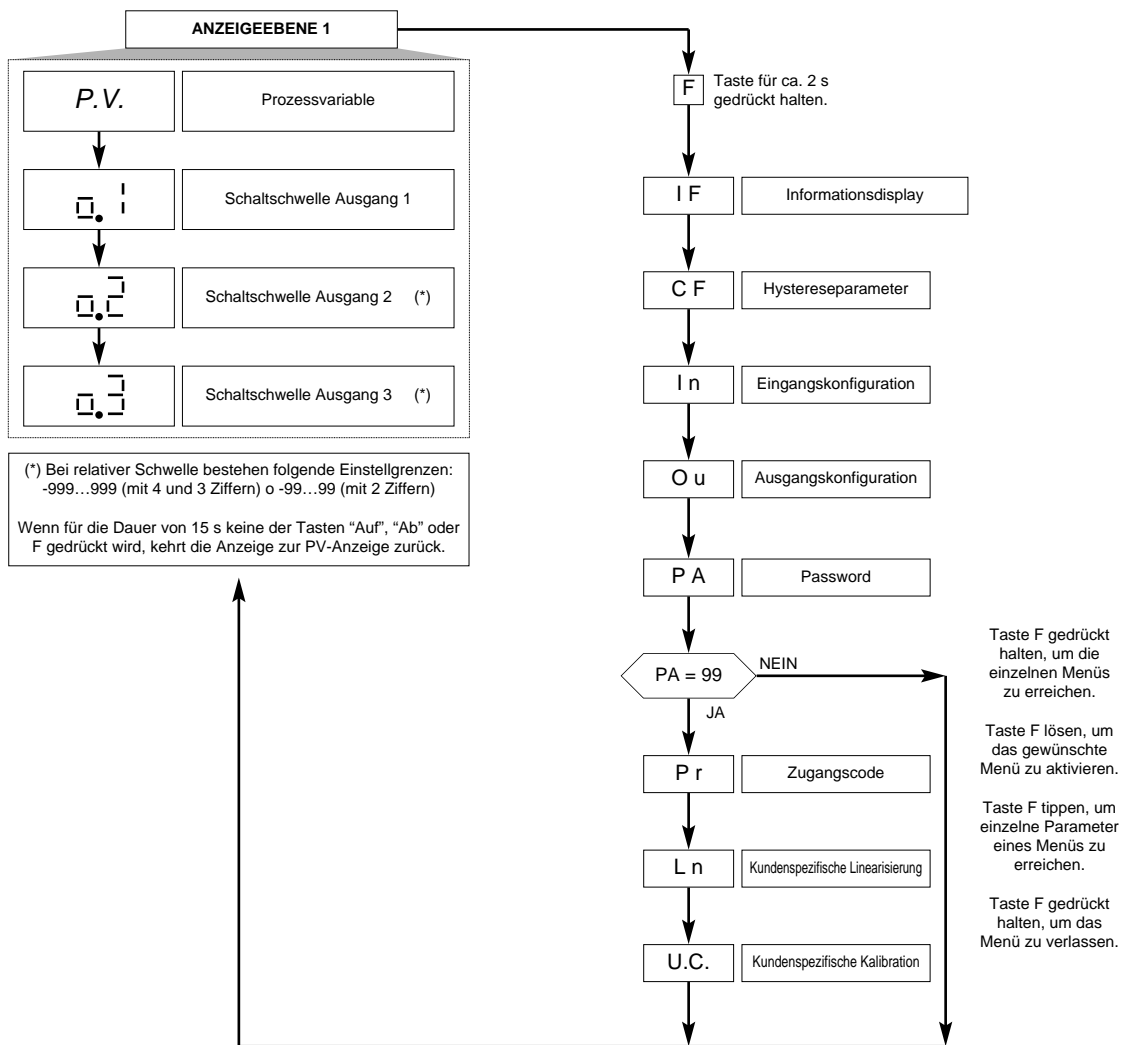 ANZEIGEEBENE 1
P.V.
Prozessvariable
o.1
Schaltschwelle Ausgang 1
o.2
Schaltschwelle Ausgang 2 (*)
o.3
Schaltschwelle Ausgang 3 (*)
(*) Bei relativer Schwelle bestehen folgende Einstellgrenzen:
-999…999 (mit 4 und 3 Ziffern) o -99…99 (mit 2 Ziffern)
Wenn für die Dauer von 15 s keine der Tasten “Auf”, “Ab” oder
F gedrückt wird, kehrt die Anzeige zur PV-Anzeige zurück.
F
Taste für ca. 2 s
gedrückt halten.
I F
Informationsdisplay
C F
Hystereseparameter
I n
Eingangskonfiguration
O u
Ausgangskonfiguration
P A
Password
PA = 99
NEIN
JA
P r
Zugangscode
L n
Kundenspezifische Linearisierung
U.C.
Kundenspezifische Kalibration
Taste F gedrückt
halten, um die
einzelnen Menüs
zu erreichen.
Taste F lösen, um
das gewünschte
Menü zu aktivieren.
Taste F tippen, um
einzelne Parameter
eines Menüs zu
erreichen.
Taste F gedrückt
halten, um das
Menü zu verlassen.